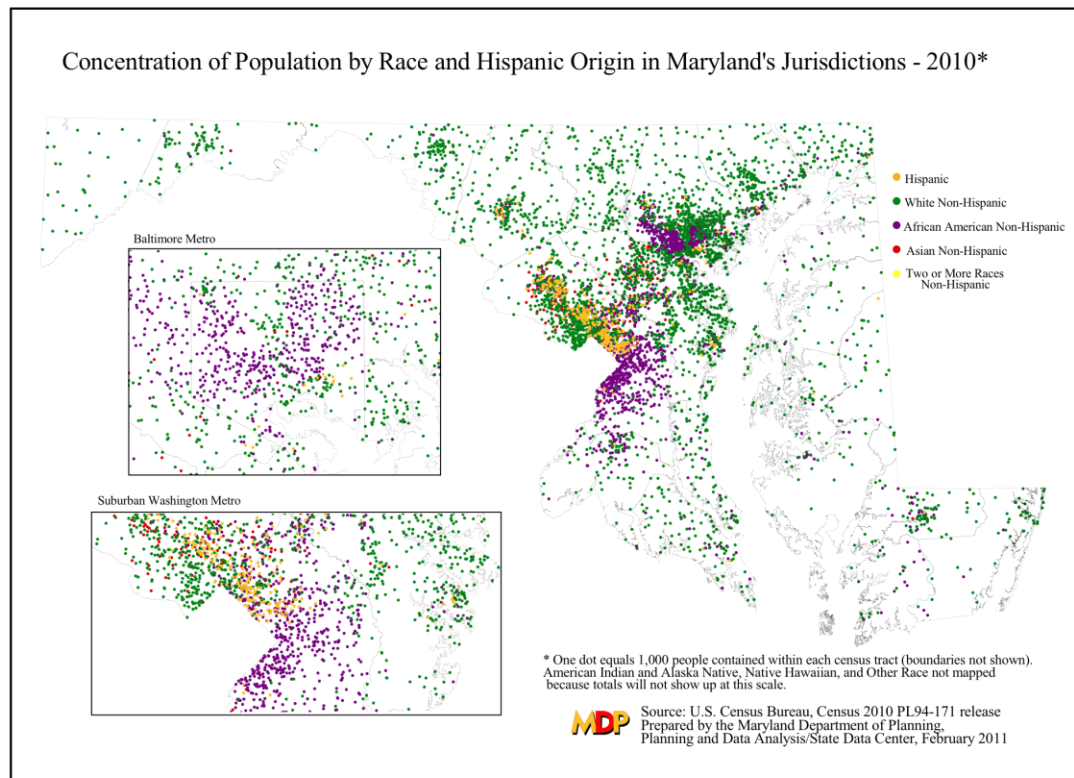 Concentration of Population by Race and Hispanic Origin in Maryland's Jurisdictions - 2010*
Hispanic
White Non-Hispanic
African American Non-Hispanic
Asian Non-Hispanic
Two or More Races
Non-Hispanic
Baltimore Metro
Suburban Washington Metro
* One dot equals 1,000 people contained within each census tract (boundaries not shown).
American Indian and Alaska Native, Native Hawaiian, and Other Race not mapped
because totals will not show up at this scale.
MDP
Source: U.S. Census Bureau, Census 2010 PL94-171 release
Prepared by the Maryland Department of Planning,
Planning and Data Analysis/State Data Center, February 2011